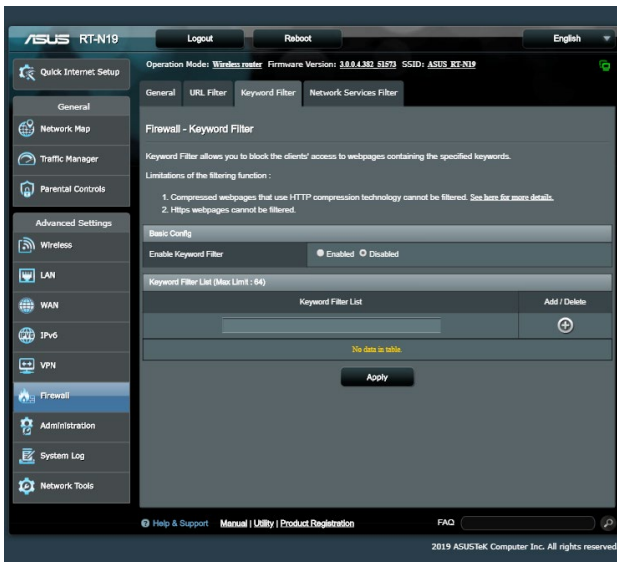 ASUS RT-N19
Logout
Reboot
English
Quick Internet Setup
Operation Mode: Wireless router Firmware Version: 3.0.0.4.382_51573 SSID: ASUS_RT-N19
General
URL Filter
Keyword Filter
Network Services Filter
General
Network Map
Traffic Manager
Parental Controls
Advanced Settings
Wireless
LAN
WAN
IPv6
VPN
Firewall
Administration
System Log
Network Tools
Firewall - Keyword Filter
Keyword Filter allows you to block the clients' access to webpages containing the specified keywords.
Limitations of the filtering function :
1. Compressed webpages that use HTTP compression technology cannot be filtered. See here for more details.
2. Https webpages cannot be filtered.
Basic Config
Enable Keyword Filter
Enabled Disabled
Keyword Filter List (Max Limit : 64)
Keyword Filter List
Add / Delete
No data in table.
Apply
Help & Support
Manual | Utility | Product Registration
FAQ
2019 ASUSTeK Computer Inc. All rights reserved